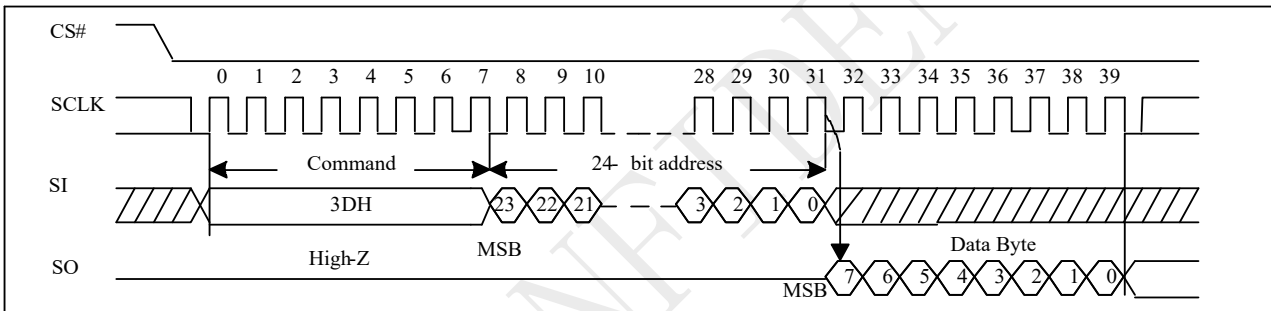 CS#
0 1 2 3 4 5 6 7 8 9 10 28 29 30 31 32 33 34 35 36 37 38 39
SCLK
Command 24- bit address
SI
3DH 23 22 21 3 2 1 0
MSB
High-Z
Data Byte
SO
MSB 7 6 5 4 3 2 1 0